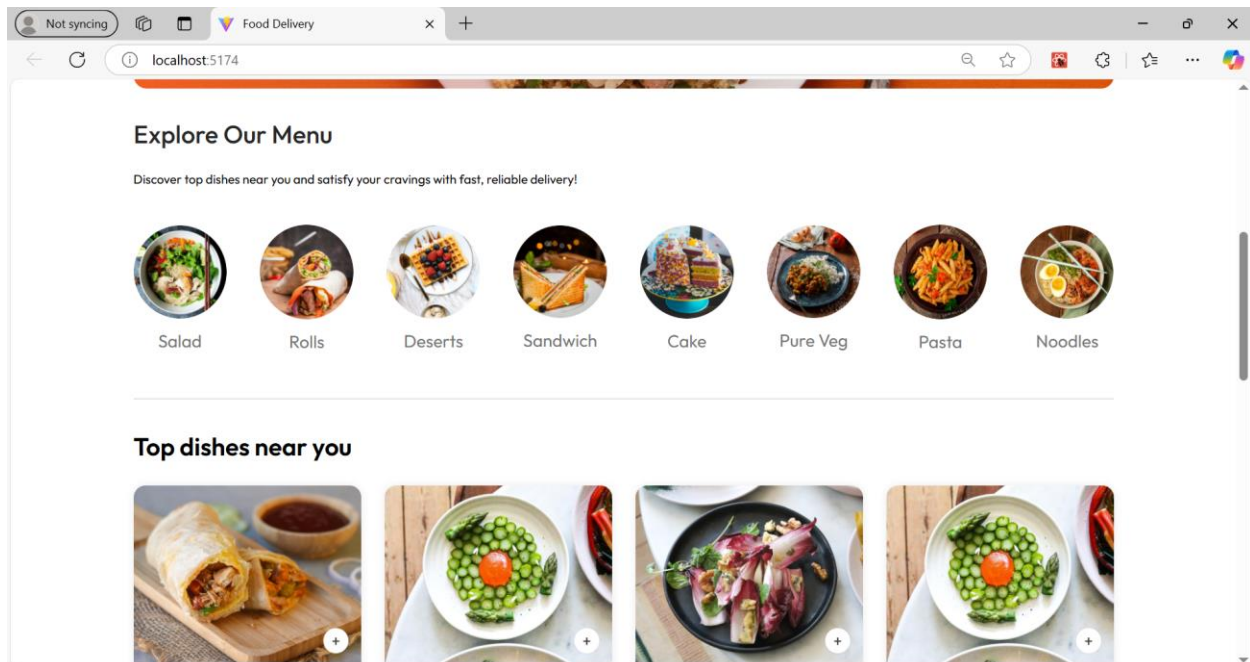 Not syncing
Food Delivery
localhost:5174
Explore Our Menu
Discover top dishes near you and satisfy your cravings with fast, reliable delivery!
Salad Rolls Deserts Sandwich Cake Pure Veg Pasta Noodles
Top dishes near you